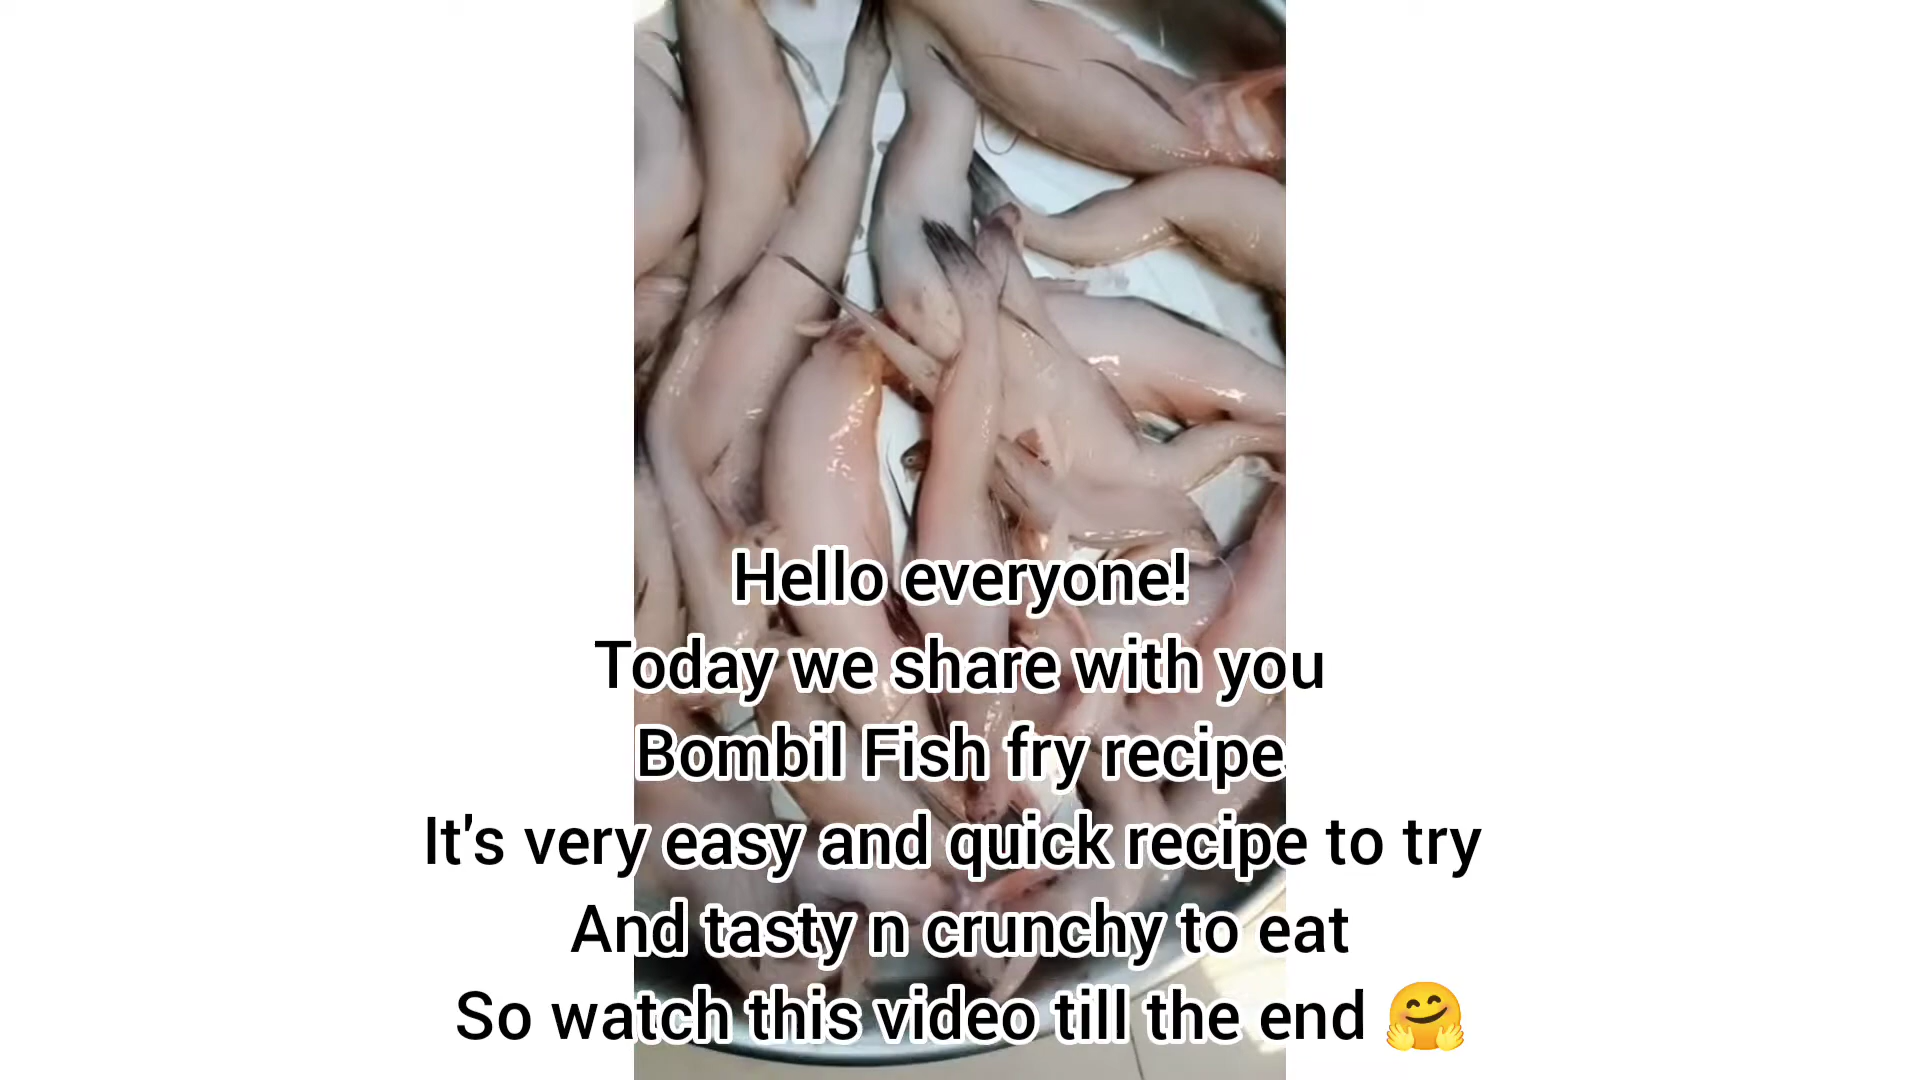 Hello everyone!
Today we share with you
Bombil Fish fry recipe
It's very easy and quick recipe to try
And tasty n crunchy to eat
So watch this video till the end 🤗